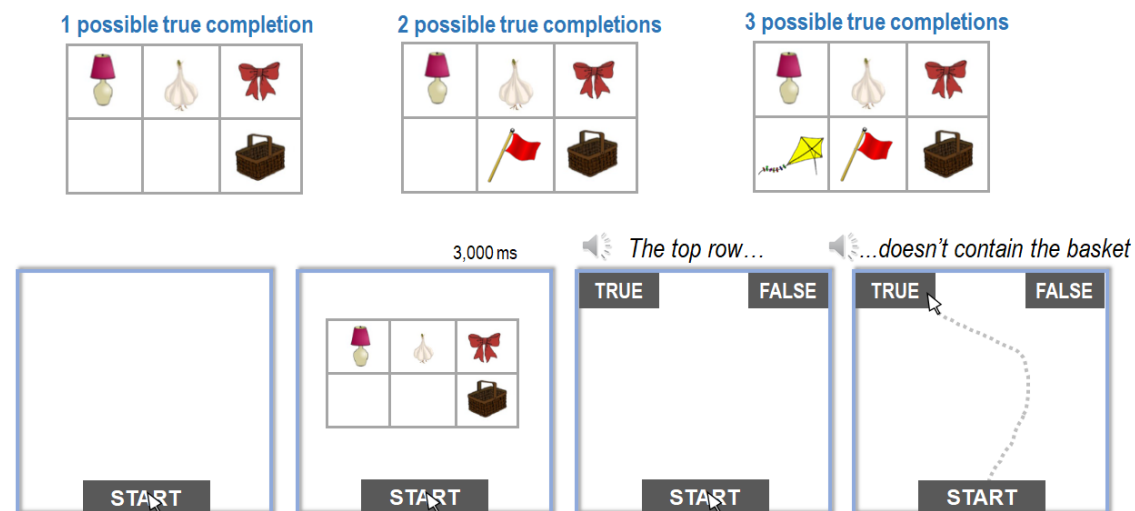 1 possible true completion
2 possible true completions
3 possible true completions
3,000 ms
The top row…
...doesn't contain the basket
TRUE
FALSE
TRUE
FALSE
START
START
START
START